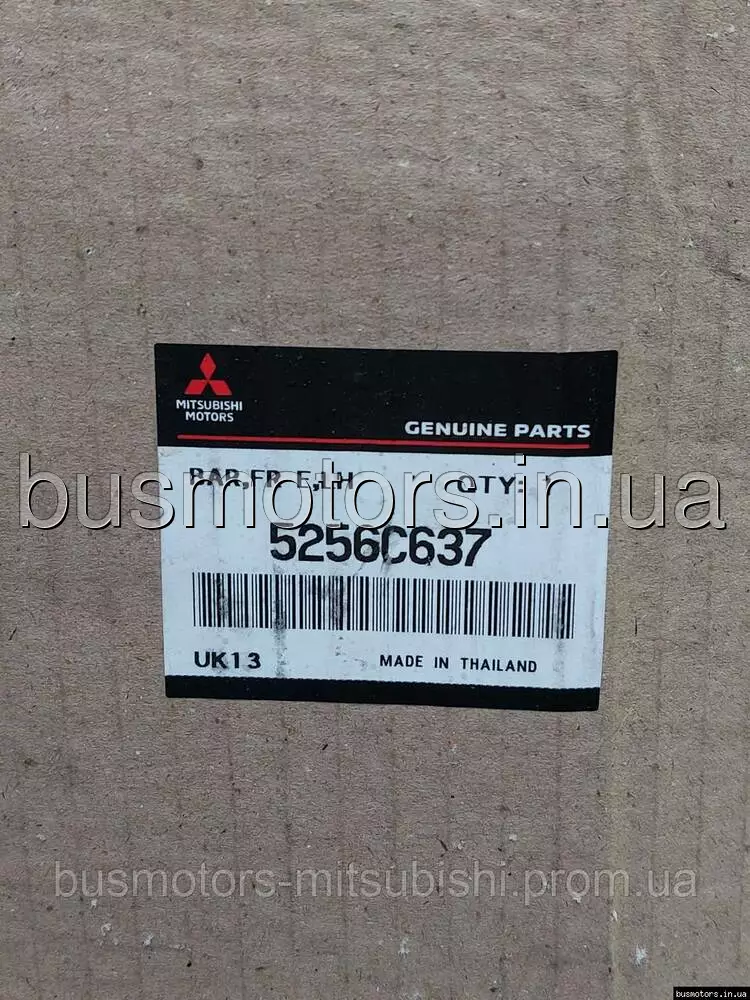 MITSUBISHI
MOTORS
GENUINE PARTS
QTY:
busmotors.in.ua
5256C637
UK13 MADE IN THAILAND
busmotors-mitsubishi.prom.ua
busmotors.in.ua